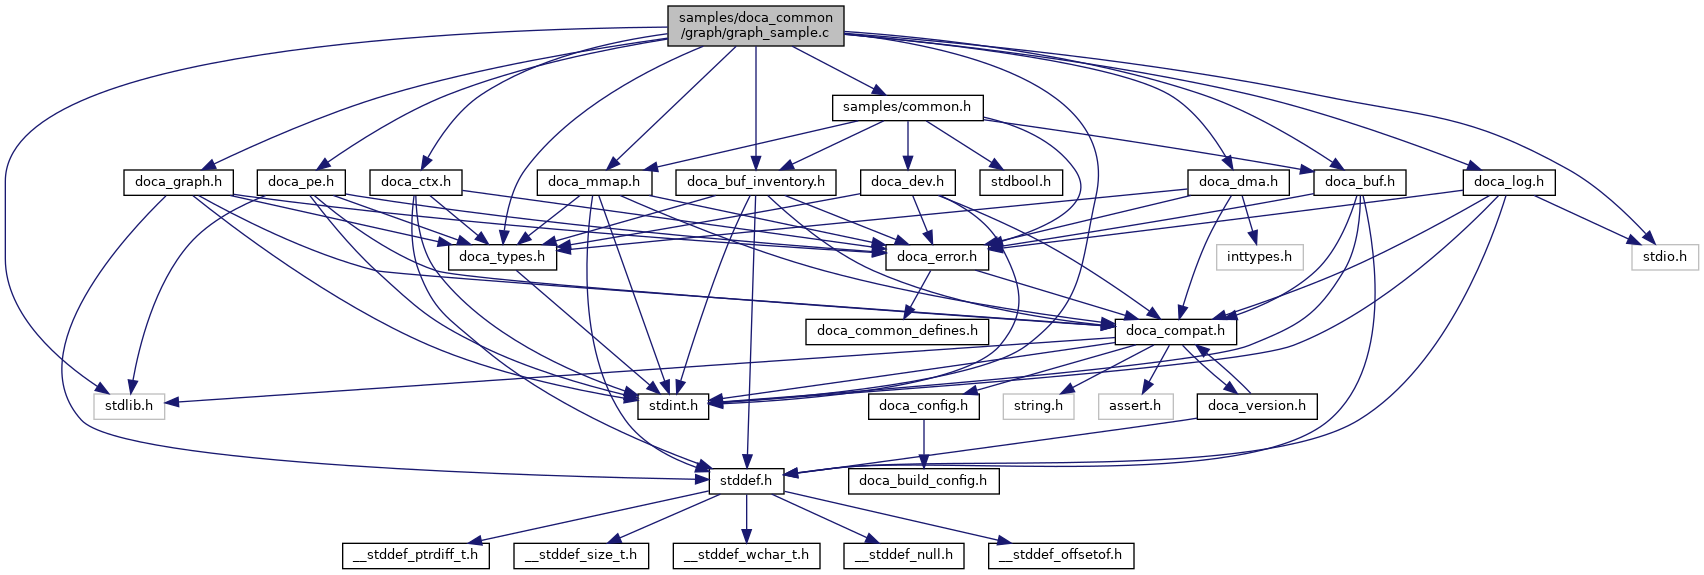 samples/doca_common
/graph/graph_sample.c
samples/common.h
doca_graph.h
doca_pe.h
doca_ctx.h
doca_mmap.h
doca_buf_inventory.h
doca_dev.h
stdbool.h
doca_dma.h
doca_buf.h
doca_log.h
doca_types.h
doca_error.h
inttypes.h
stdio.h
doca_common_defines.h
doca_compat.h
stdlib.h
stdint.h
doca_config.h
string.h
assert.h
doca_version.h
stddef.h
doca_build_config.h
__stddef_ptrdiff_t.h
__stddef_size_t.h
__stddef_wchar_t.h
__stddef_null.h
__stddef_offsetof.h